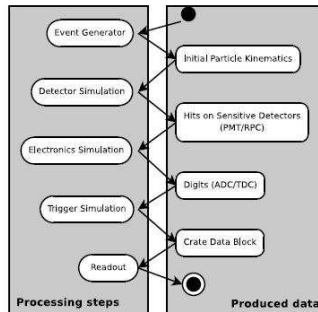 Event Generator
Initial Particle Kinematics
Detector Simulation
Hits on Sensitive Detectors
(PMT/RPC)
Electronics Simulation
Digits (ADC/TDC)
Trigger Simulation
Crate Data Block
Readout
Processing steps
Produced data